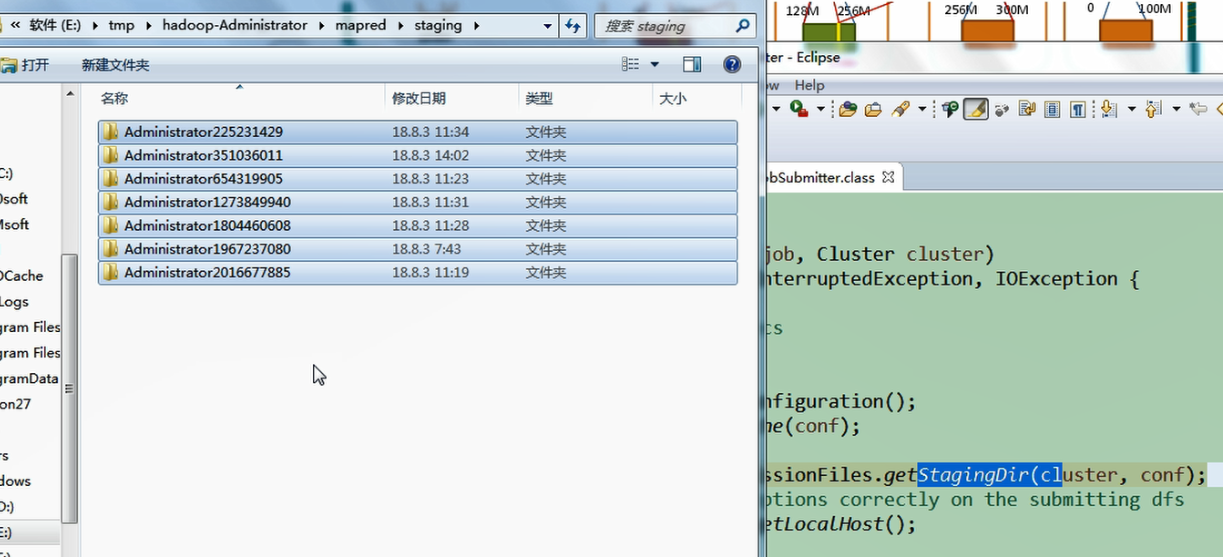 « 软件 (E:) ▸ tmp ▸ hadoop-Administrator ▸ mapred ▸ staging ▸
搜索 staging
打开 新建文件夹
名称 修改日期 类型 大小
Administrator225231429 18.8.3 11:34 文件夹
Administrator351036011 18.8.3 14:02 文件夹
Administrator654319905 18.8.3 11:23 文件夹
Administrator1273849940 18.8.3 11:31 文件夹
Administrator1804460608 18.8.3 11:28 文件夹
Administrator1967237080 18.8.3 7:43 文件夹
Administrator2016677885 18.8.3 11:19 文件夹
C:)
0soft
Msoft
OCache
Logs
gram Files
gram Files
gramData
on27
rs
dows
D:)
E:)
128M 256M 256M 300M 0 100M
ter - Eclipse
ow Help
obSubmitter.class
job, Cluster cluster)
nterruptedException, IOException {
cs
nfiguration();
ne(conf);
ssionFiles.getStagingDir(cluster, conf);
ptions correctly on the submitting dfs
etLocalHost();